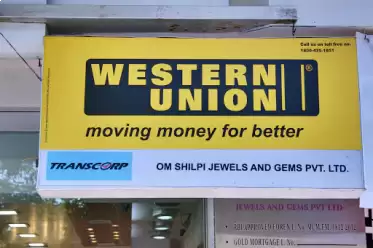 Call us on toll free on
WESTERN
UNION
®
moving money for better
TRANSCORP
OM SHILPI JEWELS AND GEMS PVT. LTD.
JEWELS AND GEMS PVT LTD
GOLD MORTGAGE L No.